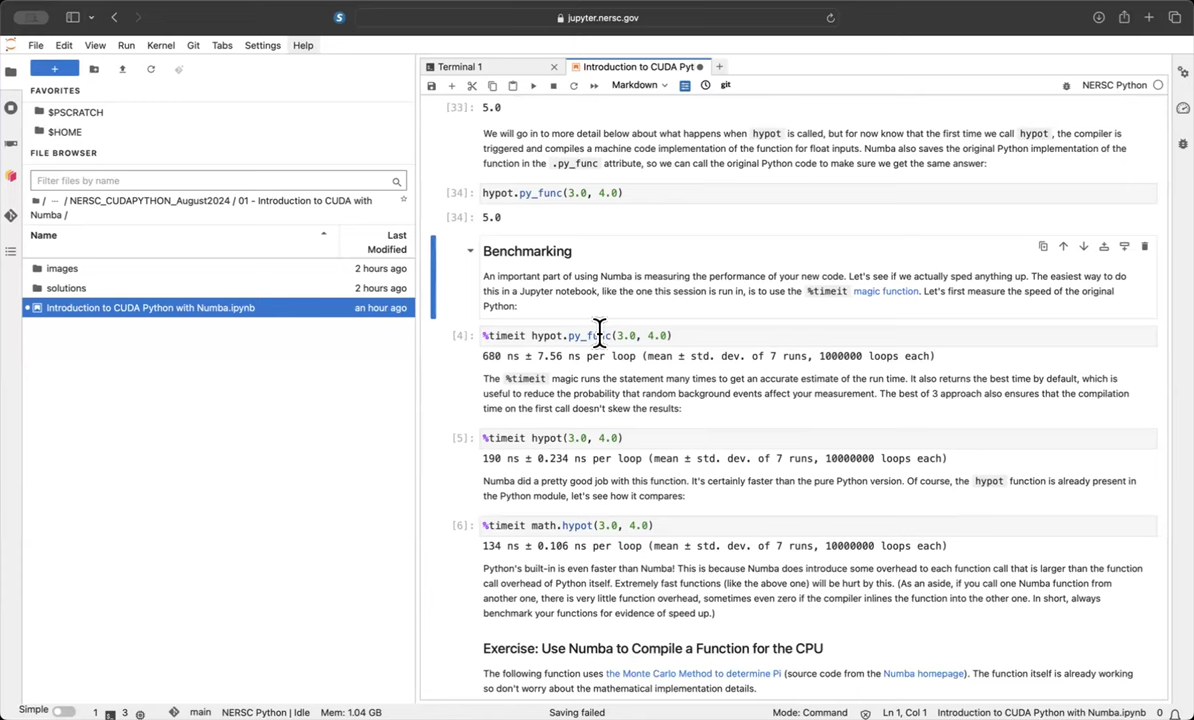 jupyter.nersc.gov
File Edit View Run Kernel Git Tabs Settings Help
FAVORITES
$PSCRATCH
$HOME
FILE BROWSER
Filter files by name
/ ··· / NERSC_CUDAPYTHON_August2024 / 01 - Introduction to CUDA with
Numba /
Name Last
Modified
images 2 hours ago
solutions 2 hours ago
Introduction to CUDA Python with Numba.ipynb an hour ago
Terminal 1 Introduction to CUDA Pyt
Markdown git NERSC Python
[33]: 5.0
We will go in to more detail below about what happens when hypot is called, but for now know that the first time we call hypot, the compiler is
triggered and compiles a machine code implementation of the function for float inputs. Numba also saves the original Python implementation of the
function in the .py_func attribute, so we can call the original Python code to make sure we get the same answer:
[34]: hypot.py_func(3.0, 4.0)
[34]: 5.0
Benchmarking
An important part of using Numba is measuring the performance of your new code. Let's see if we actually sped anything up. The easiest way to do
this in a Jupyter notebook, like the one this session is run in, is to use the %timeit magic function. Let's first measure the speed of the original
Python:
[4]: %timeit hypot.py_func(3.0, 4.0)
680 ns ± 7.56 ns per loop (mean ± std. dev. of 7 runs, 1000000 loops each)
The %timeit magic runs the statement many times to get an accurate estimate of the run time. It also returns the best time by default, which is
useful to reduce the probability that random background events affect your measurement. The best of 3 approach also ensures that the compilation
time on the first call doesn't skew the results:
[5]: %timeit hypot(3.0, 4.0)
190 ns ± 0.234 ns per loop (mean ± std. dev. of 7 runs, 10000000 loops each)
Numba did a pretty good job with this function. It's certainly faster than the pure Python version. Of course, the hypot function is already present in
the Python module, let's see how it compares:
[6]: %timeit math.hypot(3.0, 4.0)
134 ns ± 0.106 ns per loop (mean ± std. dev. of 7 runs, 10000000 loops each)
Python's built-in is even faster than Numba! This is because Numba does introduce some overhead to each function call that is larger than the function
call overhead of Python itself. Extremely fast functions (like the above one) will be hurt by this. (As an aside, if you call one Numba function from
another one, there is very little function overhead, sometimes even zero if the compiler inlines the function into the other one. In short, always
benchmark your functions for evidence of speed up.)
Exercise: Use Numba to Compile a Function for the CPU
The following function uses the Monte Carlo Method to determine Pi (source code from the Numba homepage). The function itself is already working
so don't worry about the mathematical implementation details.
Simple 1 3 main NERSC Python | Idle Mem: 1.04 GB Saving failed Mode: Command Ln 1, Col 1 Introduction to CUDA Python with Numba.ipynb 0